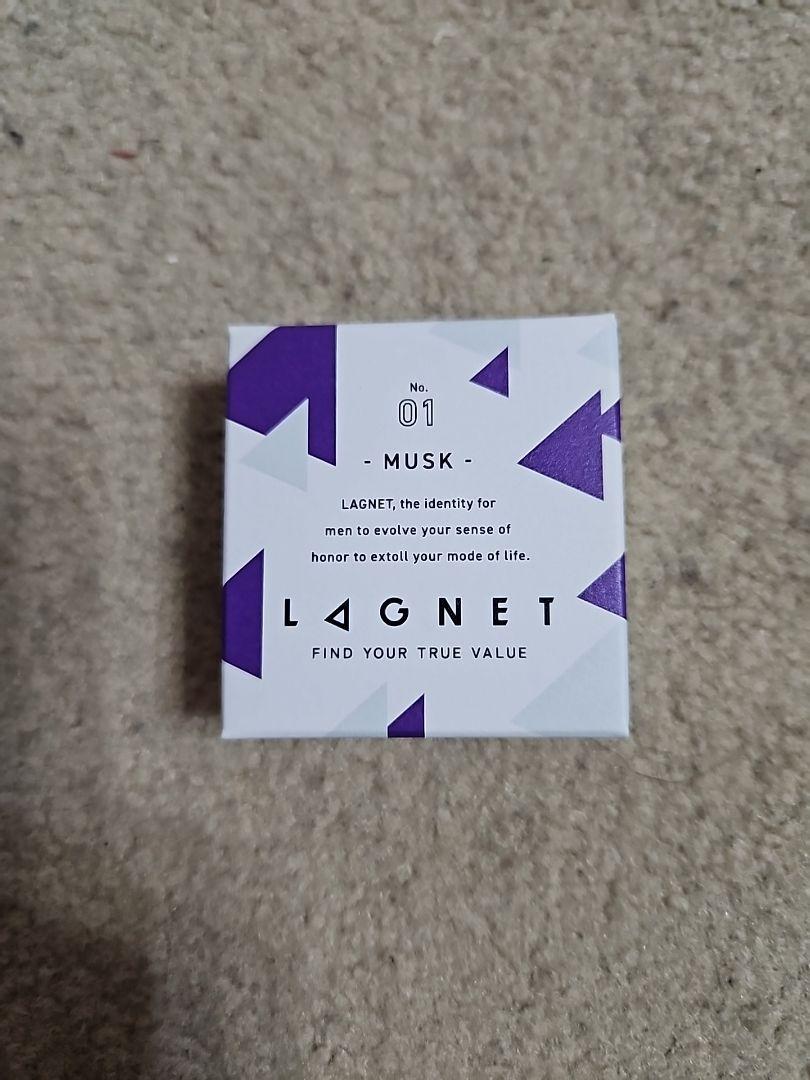 No.
01
- MUSK -
LAGNET, the identity for
men to evolve your sense of
honor to extoll your mode of life.
LAGNET
FIND YOUR TRUE VALUE